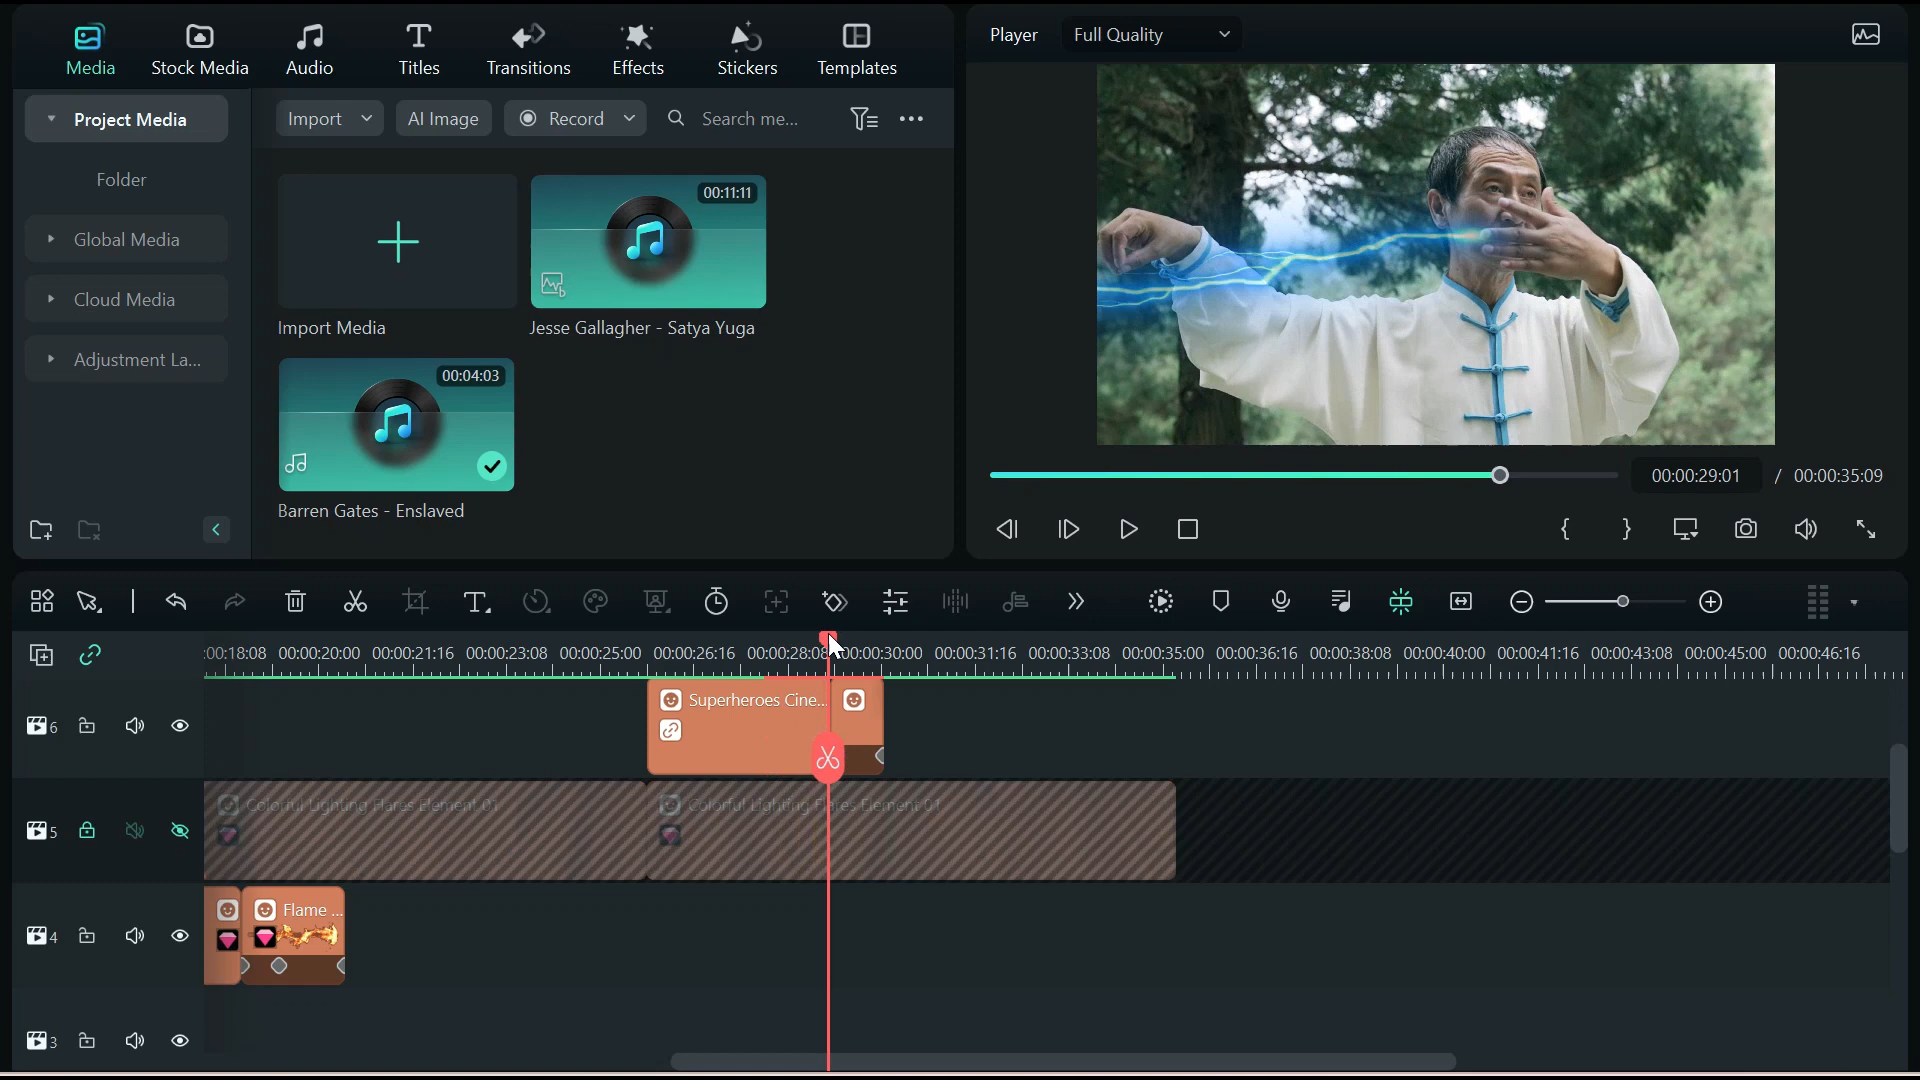 Media
Stock Media
Audio
Titles
Transitions
Effects
Stickers
Templates
Player
Full Quality
Project Media
Folder
Global Media
Cloud Media
Adjustment La...
Import
AI Image
Record
Search me...
00:11:11
Import Media
Jesse Gallagher - Satya Yuga
00:04:03
Barren Gates - Enslaved
00:00:29:01 / 00:00:35:09
:00:18:08 00:00:20:00 00:00:21:16 00:00:23:08 00:00:25:00 00:00:26:16 00:00:28:08 00:00:30:00 00:00:31:16 00:00:33:08 00:00:35:00 00:00:36:16 00:00:38:08 00:00:40:00 00:00:41:16 00:00:43:08 00:00:45:00 00:00:46:16
6
Superheroes Cine...
5
Colorful Lighting Flares Element 01
Colorful Lighting Flares Element 01
4
Flame ...
3